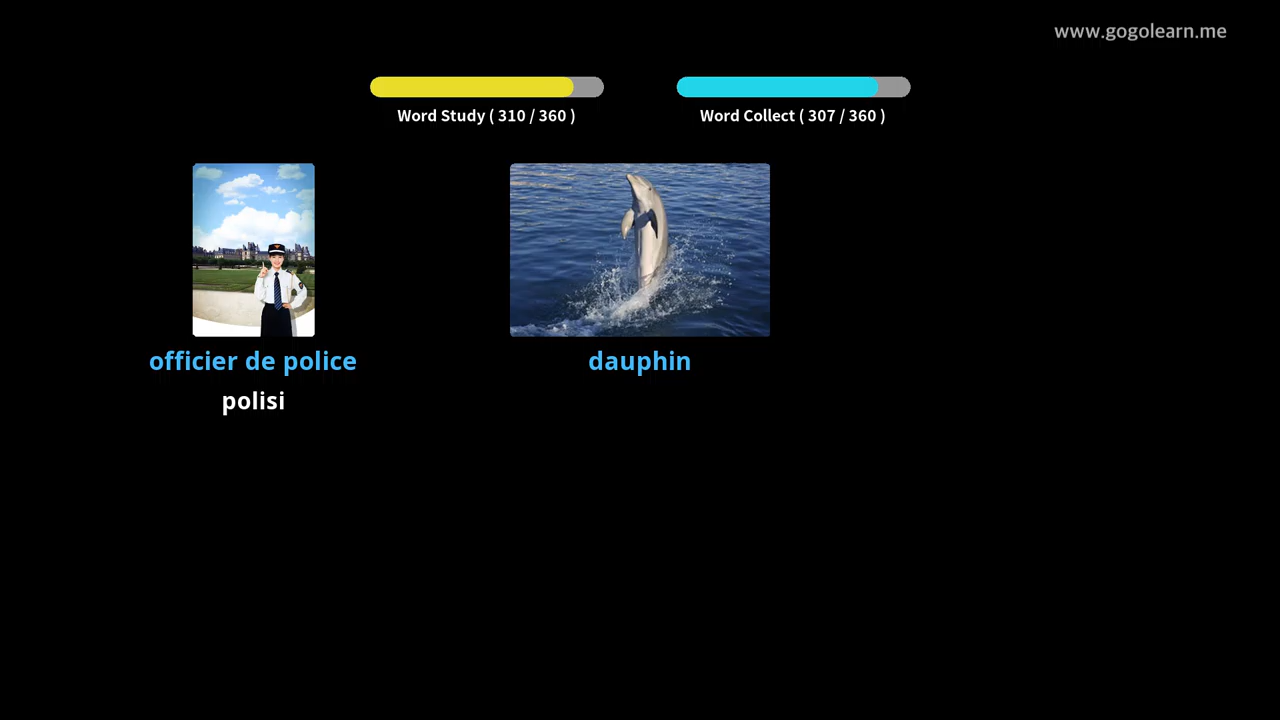 www.gogolearn.me
Word Study ( 310 / 360 )
Word Collect ( 307 / 360 )
officier de police
dauphin
polisi